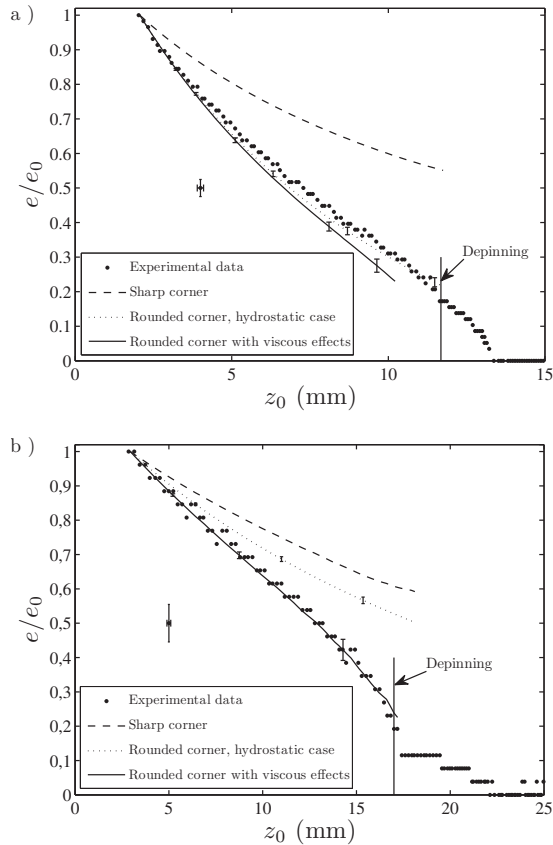 a )
1
0,9
0,8
0,7
0,6
0,5
0,4
0,3
0,2
0,1
0
e/e0
Depinning
Experimental data
Sharp corner
Rounded corner, hydrostatic case
Rounded corner with viscous effects
0 5 10 15
z0 (mm)
b )
1
0,9
0,8
0,7
0,6
0,5
0,4
0,3
0,2
0,1
0
e/e0
Depinning
Experimental data
Sharp corner
Rounded corner, hydrostatic case
Rounded corner with viscous effects
0 5 10 15 20 25
z0 (mm)